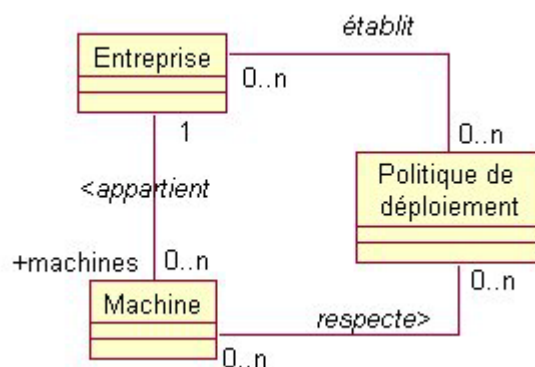 établit
Entreprise
0..n
1
0..n
<appartient
Politique de
déploiement
+machines
0..n
0..n
Machine
respecte>
0..n